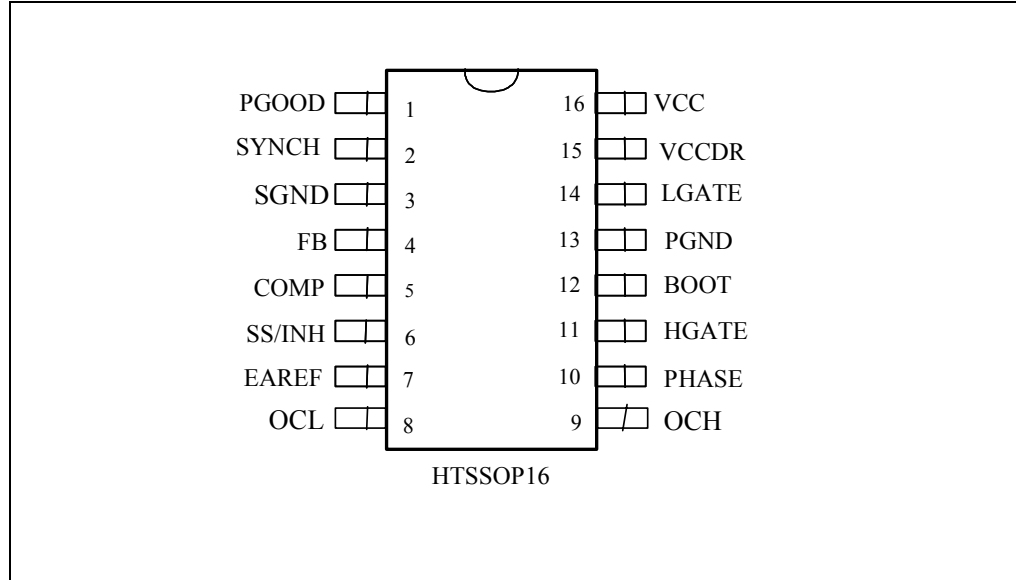 PGOOD 1 16 VCC
SYNCH 2 15 VCCDR
SGND 3 14 LGATE
FB 4 13 PGND
COMP 5 12 BOOT
SS/INH 6 11 HGATE
EAREF 7 10 PHASE
OCL 8 9 OCH
HTSSOP16